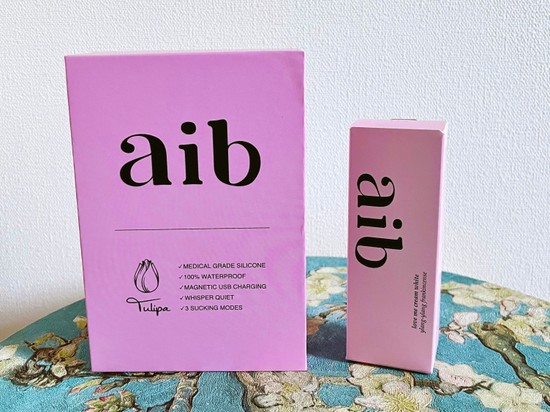 aib
✓MEDICAL GRADE SILICONE
✓100% WATERPROOF
✓MAGNETIC USB CHARGING
✓WHISPER QUIET
✓3 SUCKING MODES
Tulipa
aib
love me cream white
ylang-ylang frankincense